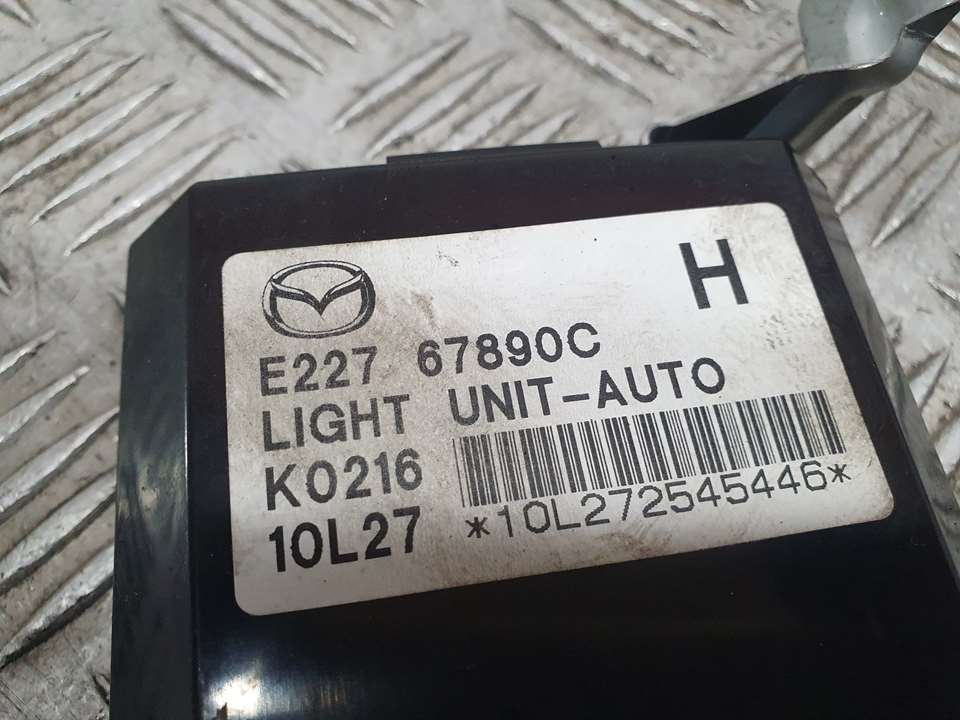 H
E227 67890C
LIGHT UNIT-AUTO
K0216
10L27 *10L272545446*